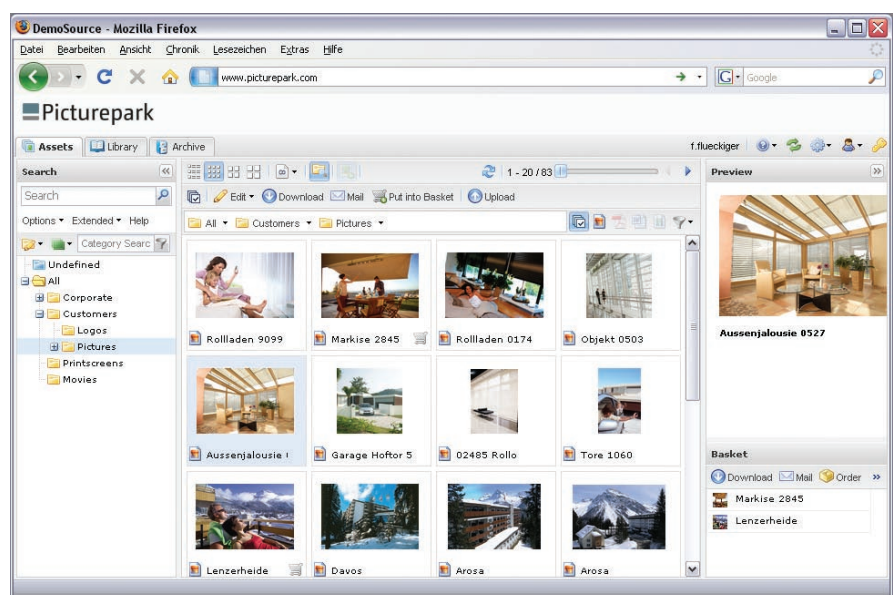 DemoSource - Mozilla Firefox
Datei Bearbeiten Ansicht Chronik Lesezeichen Extras Hilfe
www.picturepark.com
G Google
Picturepark
Assets Library Archive f.flueckiger
Search 1 - 20 / 83 Preview
Search Edit Download Mail Put into Basket Upload
Options Extended Help All Customers Pictures
Category Searc
Undefined
All
Corporate
Customers
Logos
Pictures
Printscreens
Movies
Rollladen 9099 Markise 2845 Rollladen 0174 Objekt 0503
Aussenjalousie 0527
Aussenjalousie Garage Hoftor 5 02485 Rollo Tore 1060
Basket
Download Mail Order
Markise 2845
Lenzerheide
Lenzerheide Davos Arosa Arosa